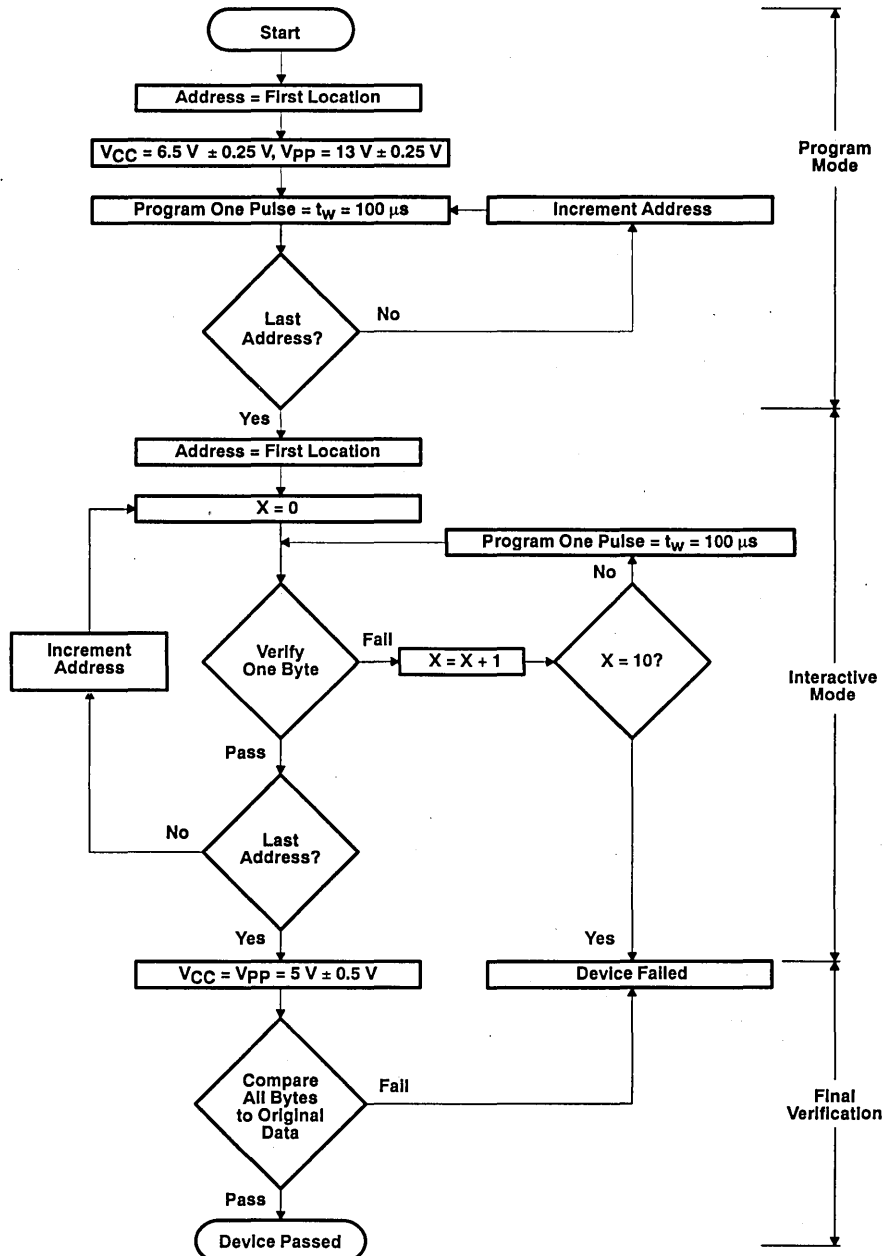 Start
Address = First Location
VCC = 6.5 V ± 0.25 V, VPP = 13 V ± 0.25 V
Program
Mode
Program One Pulse = tw = 100 μs
Increment Address
Last
Address?
No
Yes
Address = First Location
X = 0
Program One Pulse = tw = 100 μs
No
Increment
Address
Verify
One Byte
Fail
X = X + 1
X = 10?
Interactive
Mode
Pass
No
Last
Address?
Yes
Yes
VCC = VPP = 5 V ± 0.5 V
Device Failed
Compare
All Bytes
to Original
Data
Fail
Final
Verification
Pass
Device Passed